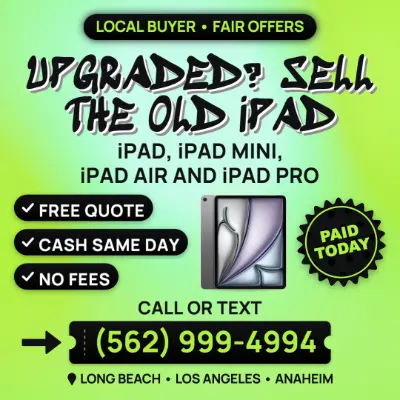 LOCAL BUYER • FAIR OFFERS
UPGRADED? SELL
THE OLD iPAD
iPAD, iPAD MINI,
iPAD AIR AND iPAD PRO
FREE QUOTE
CASH SAME DAY
NO FEES
PAID
TODAY
CALL OR TEXT
(562) 999-4994
LONG BEACH • LOS ANGELES • ANAHEIM